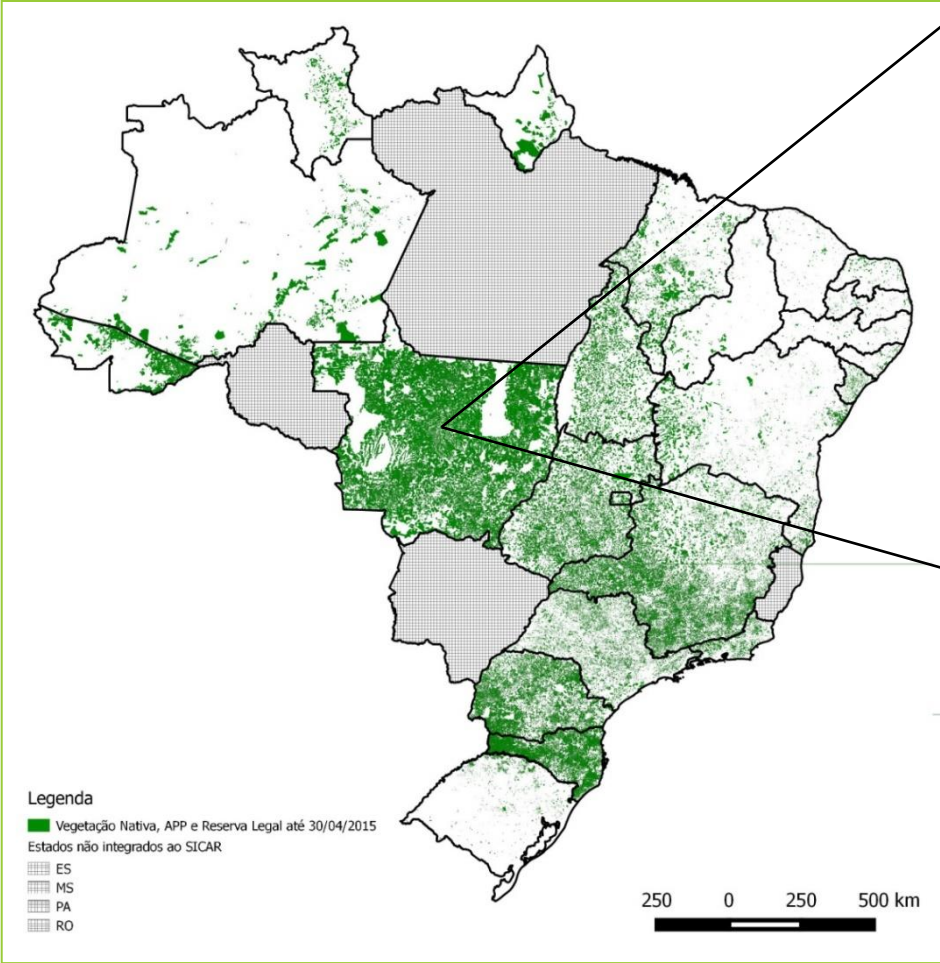 Legenda
Vegetação Nativa, APP e Reserva Legal até 30/04/2015
Estados não integrados ao SICAR
ES
MS
PA
RO
250 0 250 500 km